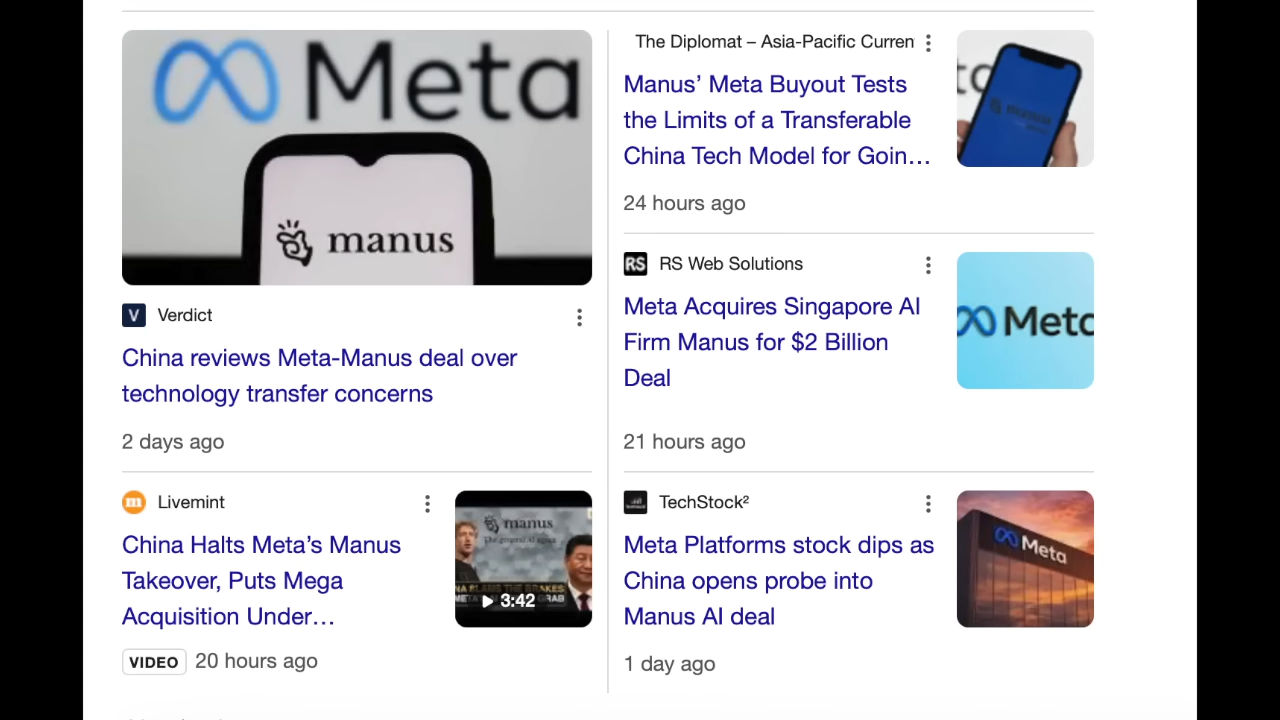 Meta
manus
V Verdict
China reviews Meta-Manus deal over
technology transfer concerns
2 days ago
m Livemint
China Halts Meta's Manus
Takeover, Puts Mega
Acquisition Under…
VIDEO 20 hours ago
manus
3:42
The Diplomat – Asia-Pacific Curren
Manus' Meta Buyout Tests
the Limits of a Transferable
China Tech Model for Goin…
24 hours ago
RS RS Web Solutions
Meta Acquires Singapore AI
Firm Manus for $2 Billion
Deal
21 hours ago
Meta
TechStock²
Meta Platforms stock dips as
China opens probe into
Manus AI deal
1 day ago
Meta